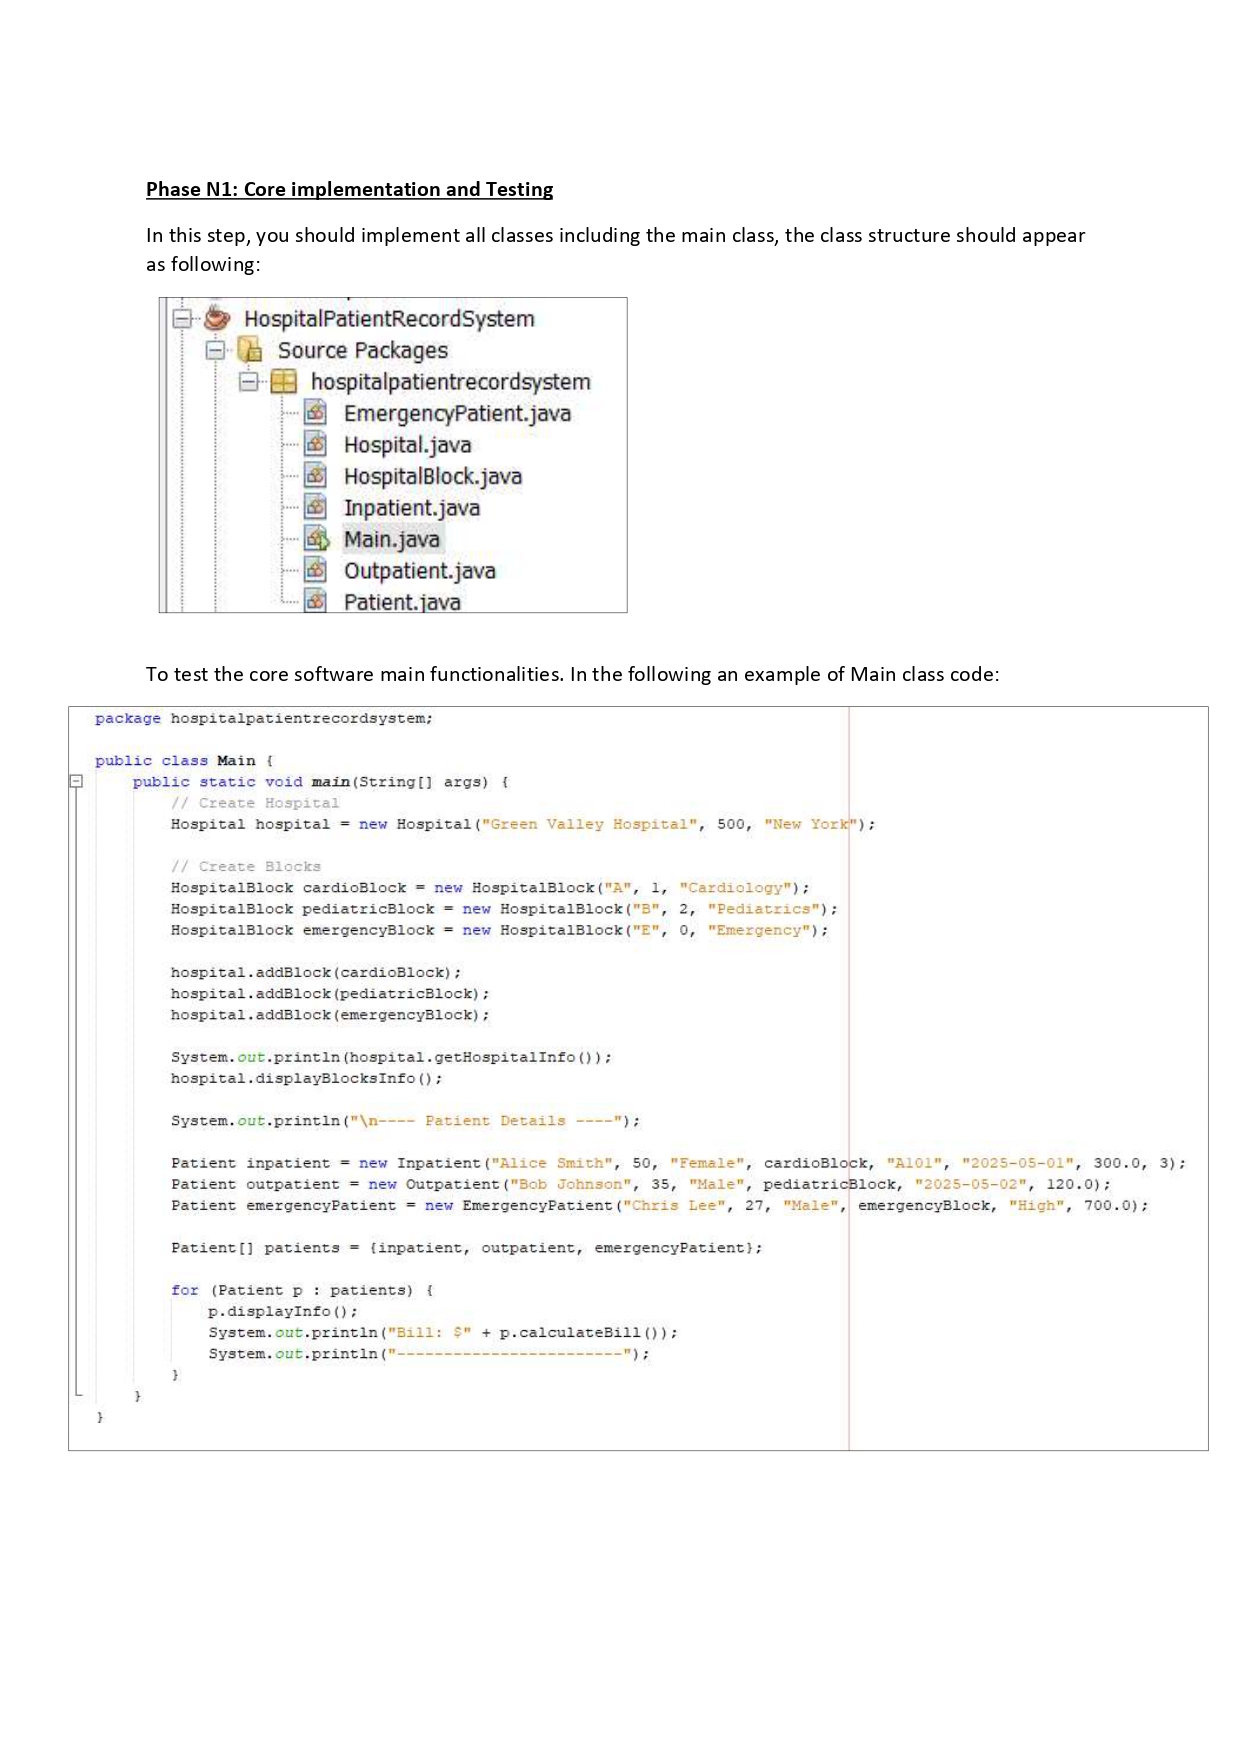 Phase N1: Core implementation and Testing
In this step, you should implement all classes including the main class, the class structure should appear
as following:
HospitalPatientRecordSystem
Source Packages
hospitalpatientrecordsystem
EmergencyPatient.java
Hospital.java
HospitalBlock.java
Inpatient.java
Main.java
Outpatient.java
Patient.java
To test the core software main functionalities. In the following an example of Main class code:
package hospitalpatientrecordsystem;
public class Main {
public static void main(String[] args) {
// Create Hospital
Hospital hospital = new Hospital("Green Valley Hospital", 500, "New York");
// Create Blocks
HospitalBlock cardioBlock = new HospitalBlock("A", 1, "Cardiology");
HospitalBlock pediatricBlock = new HospitalBlock("B", 2, "Pediatrics");
HospitalBlock emergencyBlock = new HospitalBlock("E", 0, "Emergency");
hospital.addBlock(cardioBlock);
hospital.addBlock(pediatricBlock);
hospital.addBlock(emergencyBlock);
System.out.println(hospital.getHospitalInfo());
hospital.displayBlocksInfo();
System.out.println("\n---- Patient Details ----");
Patient inpatient = new Inpatient("Alice Smith", 50, "Female", cardioBlock, "A101", "2025-05-01", 300.0, 3);
Patient outpatient = new Outpatient("Bob Johnson", 35, "Male", pediatricBlock, "2025-05-02", 120.0);
Patient emergencyPatient = new EmergencyPatient("Chris Lee", 27, "Male", emergencyBlock, "High", 700.0);
Patient[] patients = {inpatient, outpatient, emergencyPatient};
for (Patient p : patients) {
p.displayInfo();
System.out.println("Bill: $" + p.calculateBill());
System.out.println("------------------------");
}
}
}